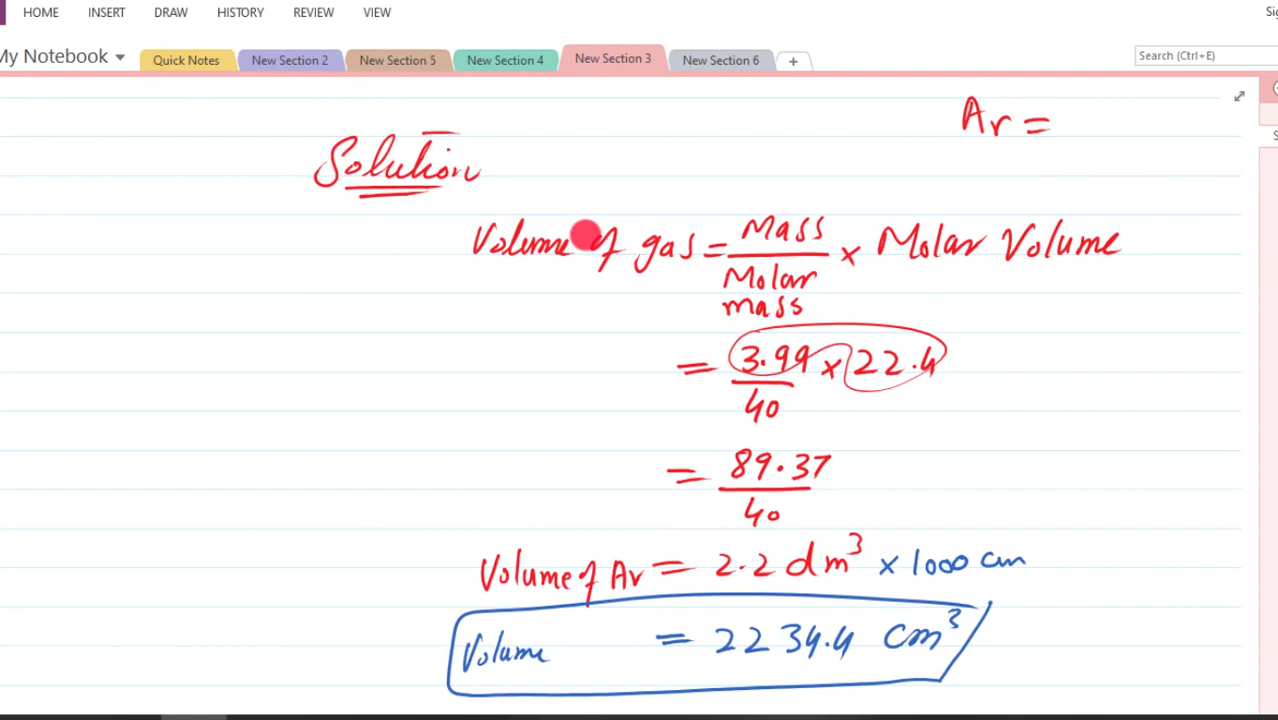 HOME INSERT DRAW HISTORY REVIEW VIEW
My Notebook Quick Notes New Section 2 New Section 5 New Section 4 New Section 3 New Section 6 + Search (Ctrl+E)
Ar =
Solution
Volume of gas = Mass / Molar mass × Molar Volume
= 3.99 / 40 × 22.4
= 89.37 / 40
Volume of Ar = 2.2 dm³ × 1000 cm
Volume = 2234.4 cm³